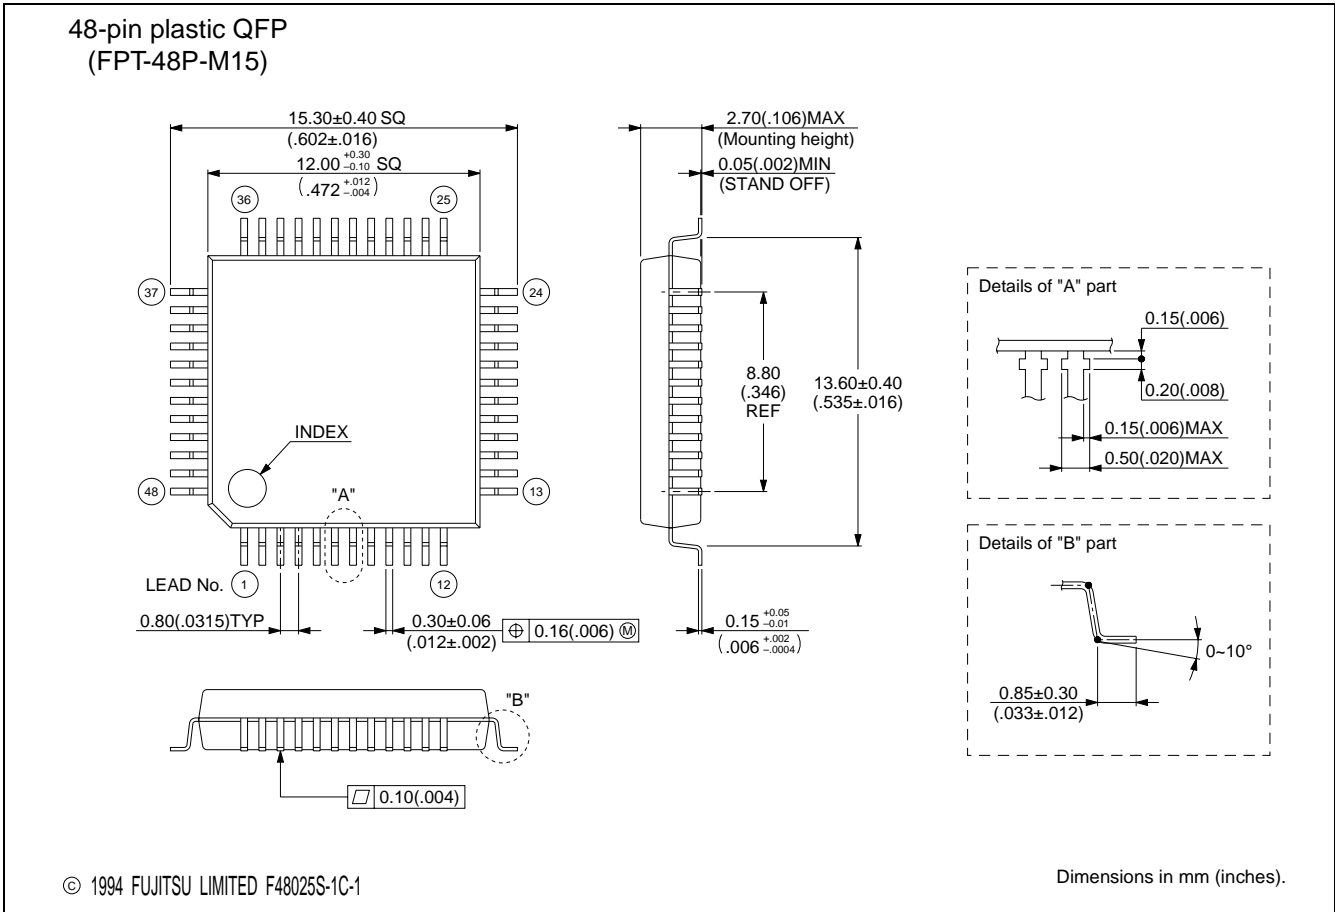 48-pin plastic QFP
(FPT-48P-M15)
15.30±0.40 SQ
(.602±.016)
12.00 +0.30 –0.10 SQ
(.472 +.012 –.004)
36
25
37
24
48
13
INDEX
"A"
LEAD No.
1
12
0.80(.0315)TYP
0.30±0.06
(.012±.002)
⌖ 0.16(.006) Ⓜ
2.70(.106)MAX
(Mounting height)
0.05(.002)MIN
(STAND OFF)
8.80
(.346)
REF
13.60±0.40
(.535±.016)
0.15 +0.05 –0.01
(.006 +.002 –.0004)
Details of "A" part
0.15(.006)
0.20(.008)
0.15(.006)MAX
0.50(.020)MAX
Details of "B" part
0~10°
0.85±0.30
(.033±.012)
"B"
⏥ 0.10(.004)
© 1994 FUJITSU LIMITED F48025S-1C-1
Dimensions in mm (inches).